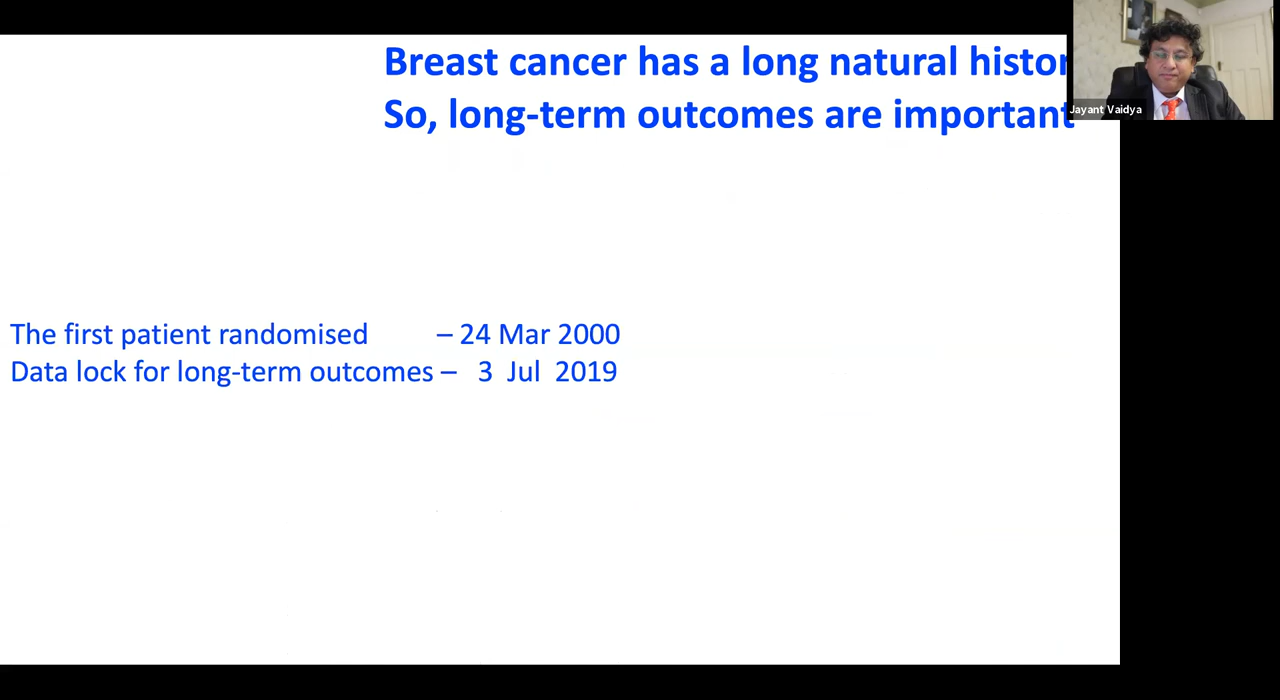 Breast cancer has a long natural histor
So, long-term outcomes are important
Jayant Vaidya
The first patient randomised – 24 Mar 2000
Data lock for long-term outcomes – 3 Jul 2019